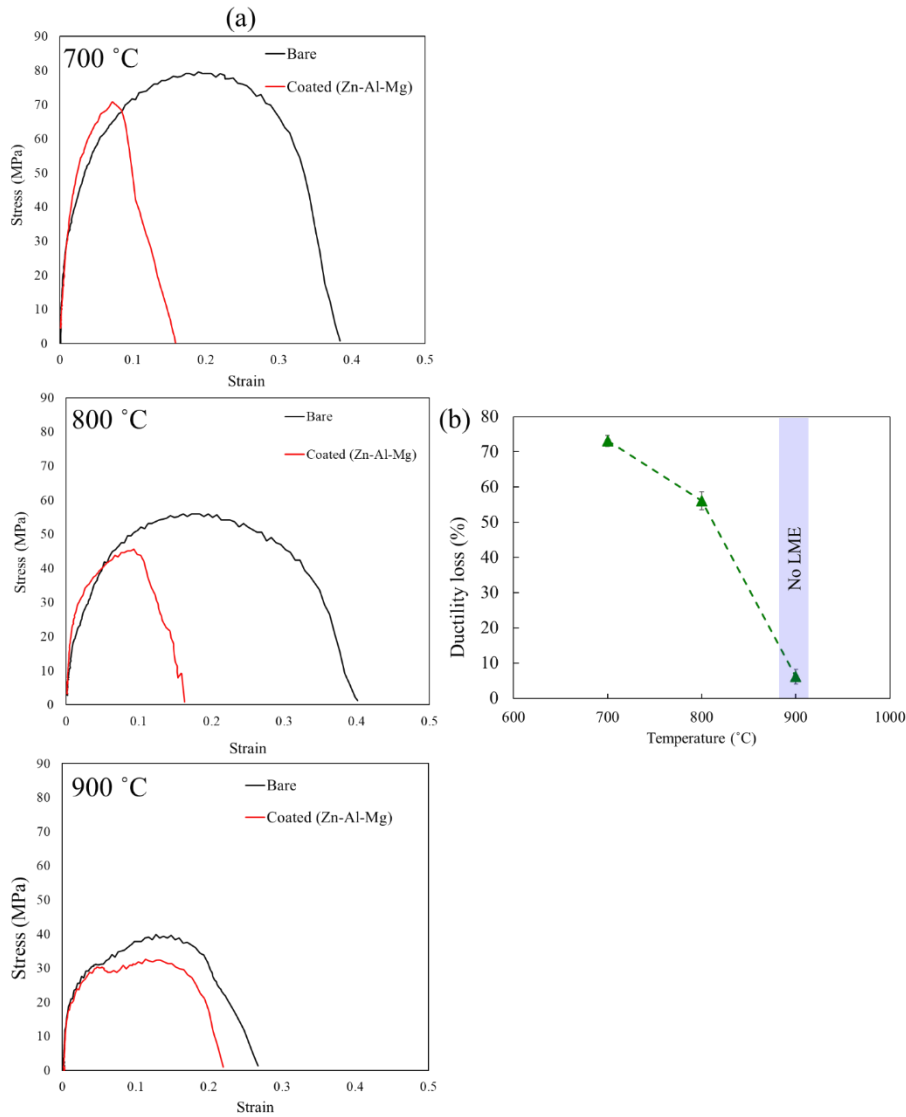 (a)
90
80
70
60
50
40
30
20
10
0
Stress (MPa)
700 ˚C
Bare
Coated (Zn-Al-Mg)
0 0.1 0.2 0.3 0.4 0.5
Strain
90
80
70
60
50
40
30
20
10
0
Stress (MPa)
800 ˚C
Bare
Coated (Zn-Al-Mg)
0 0.1 0.2 0.3 0.4 0.5
Strain
(b)
80
70
60
50
40
30
20
10
0
Ductility loss (%)
No LME
600 700 800 900 1000
Temperature (˚C)
90
80
70
60
50
40
30
20
10
0
Stress (MPa)
900 ˚C
Bare
Coated (Zn-Al-Mg)
0 0.1 0.2 0.3 0.4 0.5
Strain